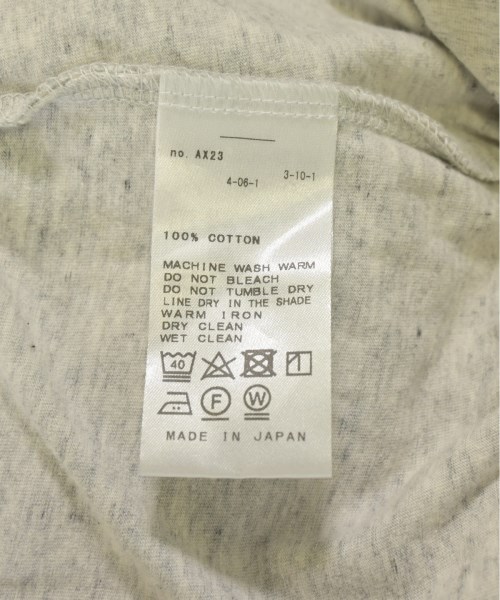 no. AX23
4-06-1 3-10-1
100% COTTON
MACHINE WASH WARM
DO NOT BLEACH
DO NOT TUMBLE DRY
LINE DRY IN THE SHADE
WARM IRON
DRY CLEAN
WET CLEAN
40
F W
MADE IN JAPAN